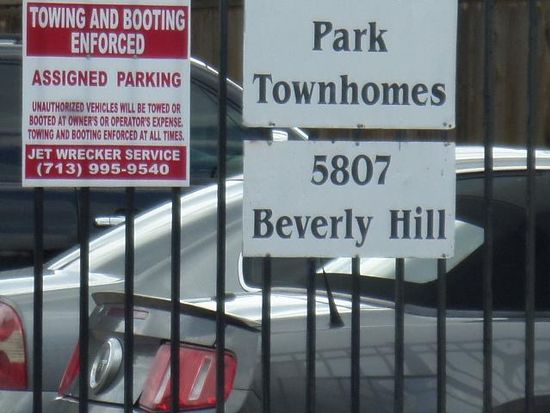 TOWING AND BOOTING
ENFORCED
ASSIGNED PARKING
UNAUTHORIZED VEHICLES WILL BE TOWED OR
BOOTED AT OWNER'S OR OPERATOR'S EXPENSE.
TOWING AND BOOTING ENFORCED AT ALL TIMES.
JET WRECKER SERVICE
(713) 995-9540
Park
Townhomes
5807
Beverly Hill